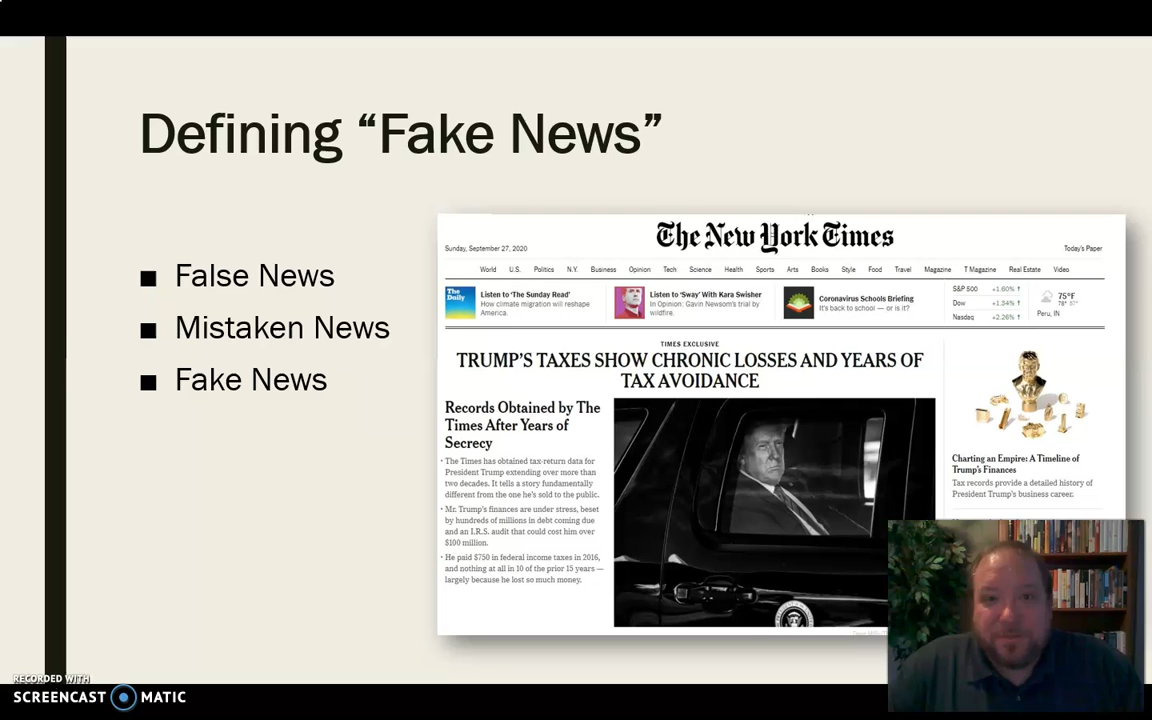 Defining “Fake News”
■ False News
■ Mistaken News
■ Fake News
The New York Times
Sunday, September 27, 2020
Today's Paper
World U.S. Politics N.Y. Business Opinion Tech Science Health Sports Arts Books Style Food Travel Magazine T Magazine Real Estate Video
The
Daily
Listen to 'The Sunday Read'
How climate migration will reshape
America.
Listen to 'Sway' With Kara Swisher
In Opinion: Gavin Newsom's trial by
wildfire.
Coronavirus Schools Briefing
It's back to school — or is it?
S&P 500 +1.60% ↑
Dow +1.34% ↑
Nasdaq +2.26% ↑
75°F
78°
Peru, IN
TIMES EXCLUSIVE
TRUMP'S TAXES SHOW CHRONIC LOSSES AND YEARS OF
TAX AVOIDANCE
Records Obtained by The
Times After Years of
Secrecy
• The Times has obtained tax-return data for
President Trump extending over more than
two decades. It tells a story fundamentally
different from the one he's sold to the public.
• Mr. Trump's finances are under stress, beset
by hundreds of millions in debt coming due
and an I.R.S. audit that could cost him over
$100 million.
• He paid $750 in federal income taxes in 2016,
and nothing at all in 10 of the prior 15 years —
largely because he lost so much money.
Charting an Empire: A Timeline of
Trump's Finances
Tax records provide a detailed history of
President Trump's business career.
RECORDED WITH
SCREENCAST MATIC